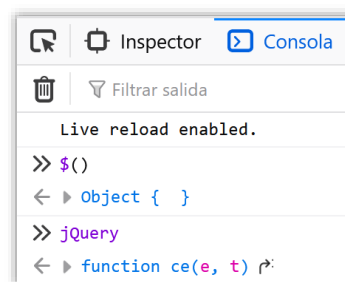 Inspector Consola
Filtrar salida
Live reload enabled.
>> $()
← ▶ Object { }
>> jQuery
← ▶ function ce(e, t)